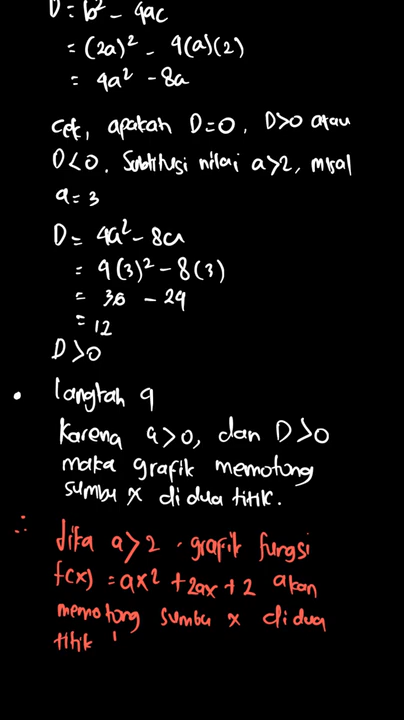 D = b² - 4ac
= (2a)² - 4(a)(2)
= 4a² - 8a
cek, apakah D=0, D>0 atau
D<0. Subtitusi nilai a>2, misal
a = 3
D = 4a² - 8a
= 4(3)² - 8(3)
= 36 - 24
= 12
D>0
• langkah 4
karena a>0, dan D>0
maka grafik memotong
sumbu x di dua titik.
∴ Jika a>2, grafik fungsi
f(x) = ax² + 2ax + 2 akan
memotong sumbu x di dua
titik